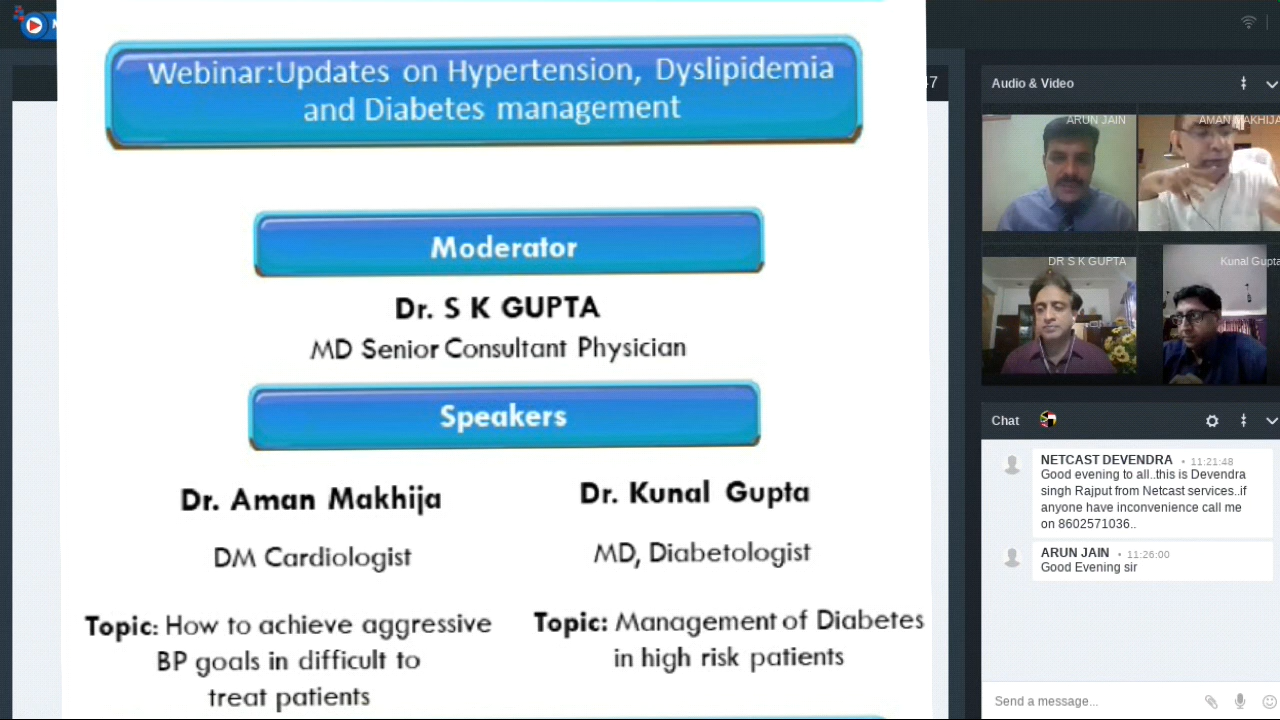 Webinar:Updates on Hypertension, Dyslipidemia
and Diabetes management
Moderator
Dr. S K GUPTA
MD Senior Consultant Physician
Speakers
Dr. Aman Makhija
DM Cardiologist
Topic: How to achieve aggressive
BP goals in difficult to
treat patients
Dr. Kunal Gupta
MD, Diabetologist
Topic: Management of Diabetes
in high risk patients
47
Audio & Video
ARUN JAIN
AMAN MAKHIJA
DR S K GUPTA
Kunal Gupta
Chat
NETCAST DEVENDRA • 11:21:48
Good evening to all..this is Devendra
singh Rajput from Netcast services..if
anyone have inconvenience call me
on 8602571036..
ARUN JAIN • 11:26:00
Good Evening sir
Send a message...